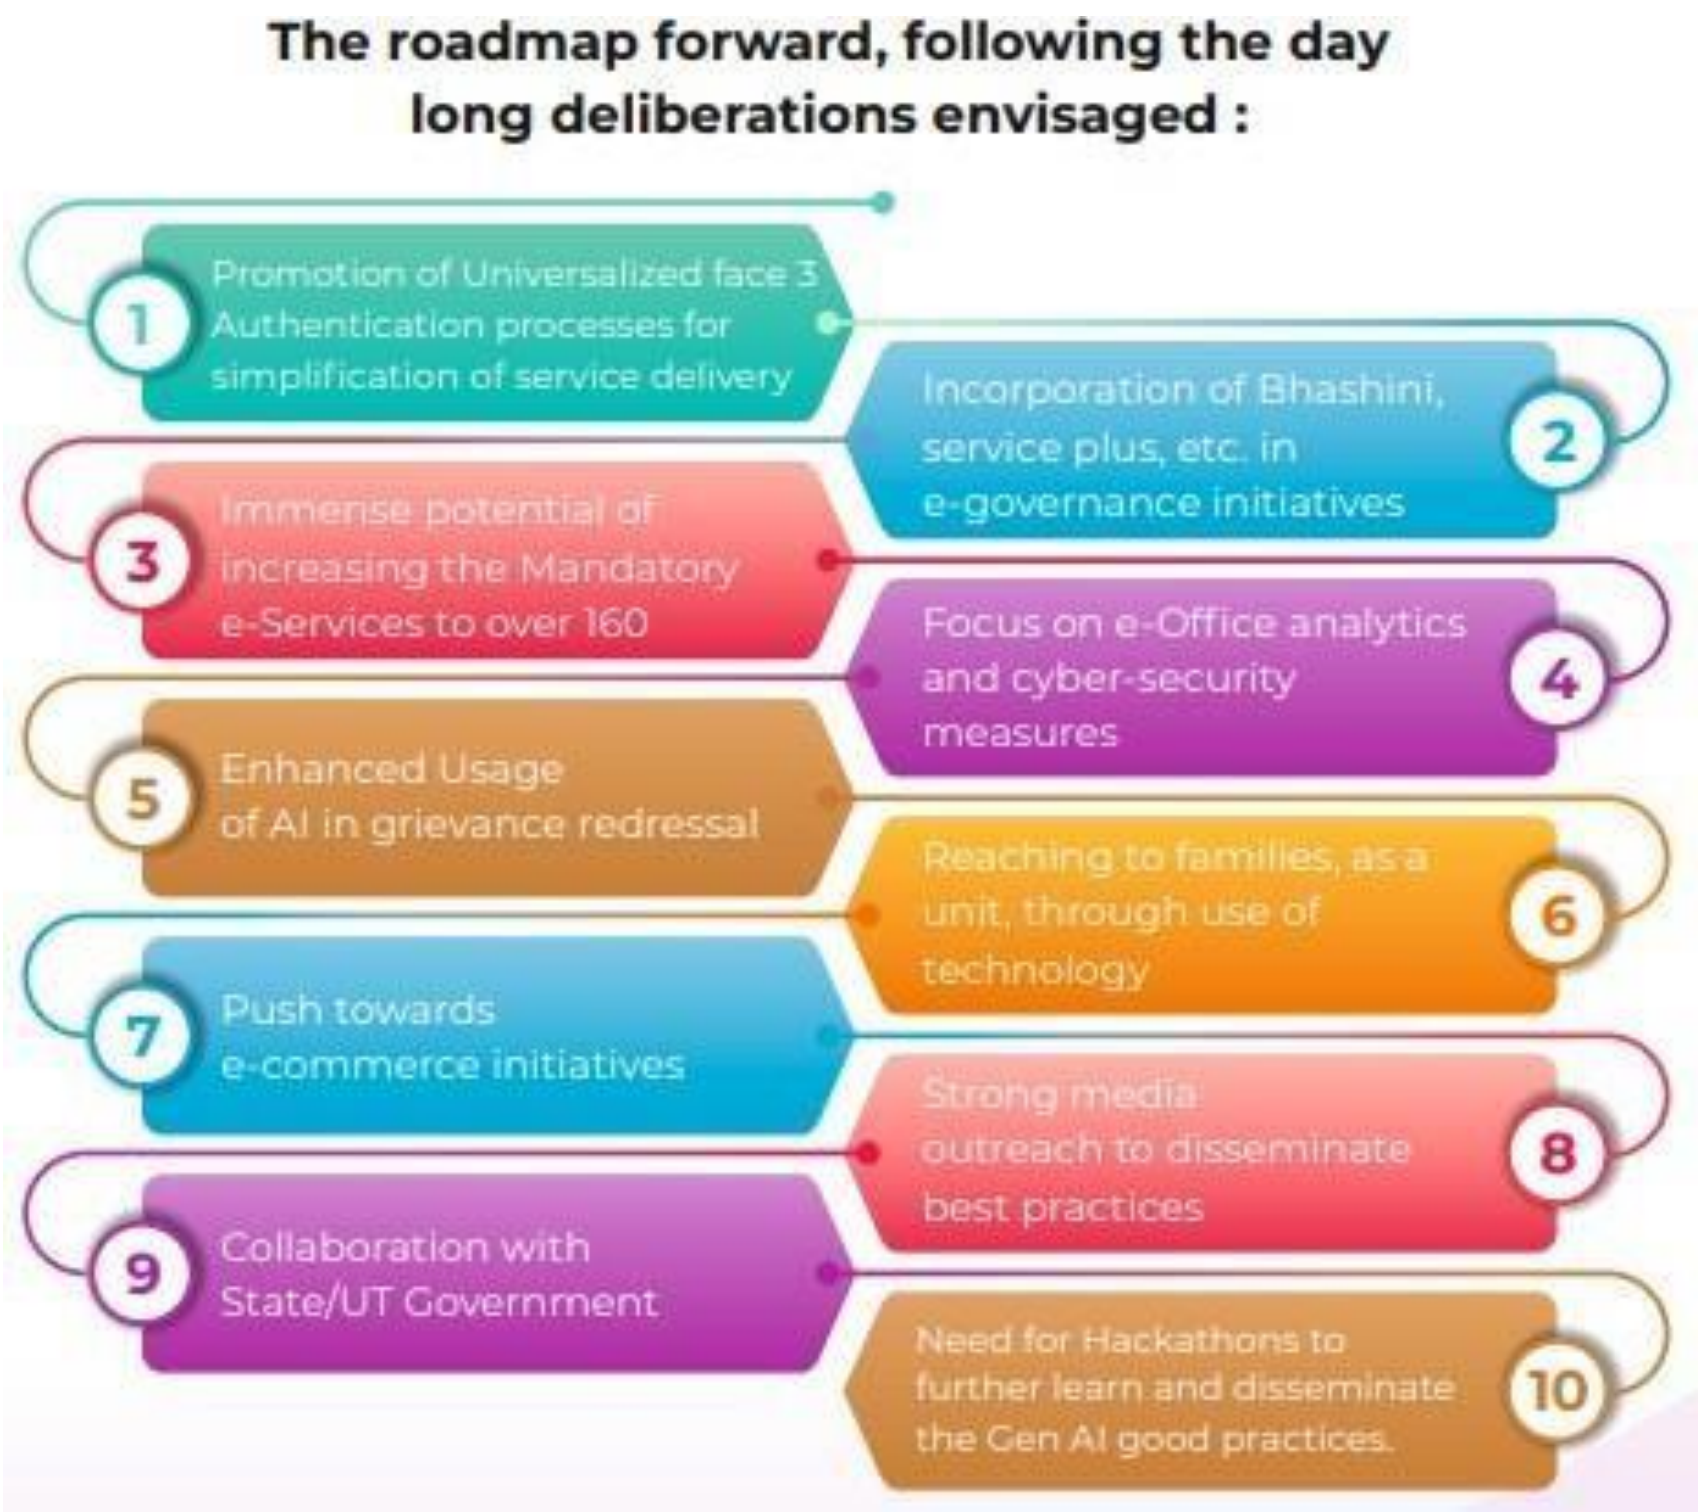 The roadmap forward, following the day
long deliberations envisaged :
1
Promotion of Universalized face 3
Authentication processes for
simplification of service delivery
2
Incorporation of Bhashini,
service plus, etc. in
e-governance initiatives
3
Immense potential of
increasing the Mandatory
e-Services to over 160
4
Focus on e-Office analytics
and cyber-security
measures
5
Enhanced Usage
of AI in grievance redressal
6
Reaching to families, as a
unit, through use of
technology
7
Push towards
e-commerce initiatives
8
Strong media
outreach to disseminate
best practices
9
Collaboration with
State/UT Government
10
Need for Hackathons to
further learn and disseminate
the Gen AI good practices.